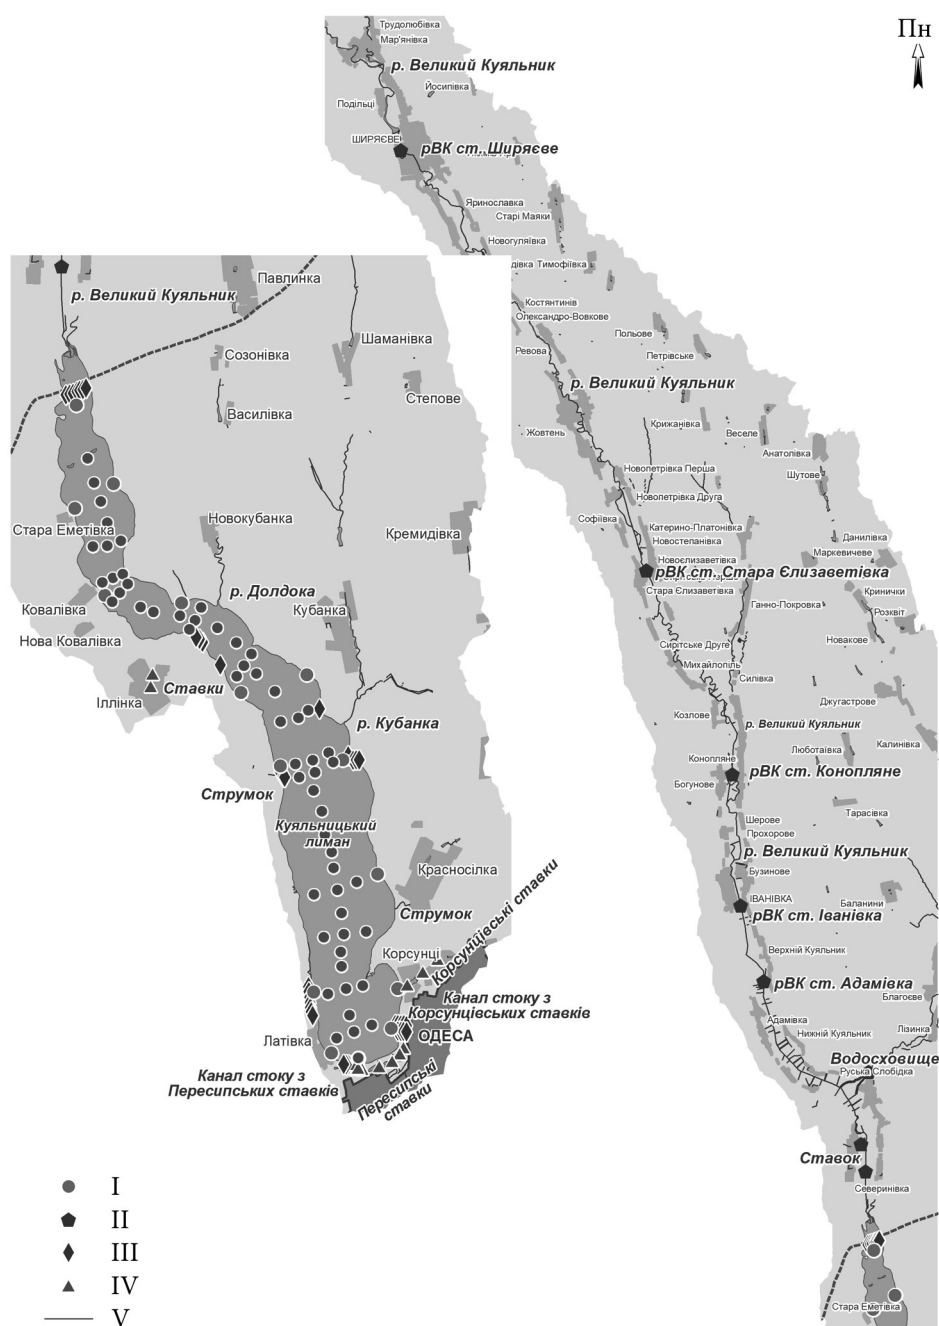 Пн
Трудолюбівка
Мар'янівка
р. Великий Куяльник
Йосипівка
Подільці
ШИРЯЄВЕ
рВК ст. Ширяєве
Яринославка
Старі Маяки
Новогуляївка
дівка Тимофіївка
Костянтинів
Олександро-Вовкове
Польове
Ревова
Петрівське
р. Великий Куяльник
Крижанівка
Жовтень
Веселе
Анатолівка
Новопетрівка Перша
Шутове
Новопетрівка Друга
Софіївка
Катерино-Платонівка
Новостепанівка
Данилівка
Маркевичеве
Новоєлизаветівка
рВК ст. Стара Єлизаветівка
Стара Єлизаветівка
Кринички
Ганно-Покровка
Розквіт
Новакове
Сирітське Друге
Михайлопіль
Силівка
Джугастрове
Козлове
р. Великий Куяльник
Калинівка
Люботаївка
Конопляне
рВК ст. Конопляне
Богунове
Тарасівка
Шерове
Прохорове
р. Великий Куяльник
Бузинове
ІВАНІВКА
Баланини
рВК ст. Іванівка
Верхній Куяльник
рВК ст. Адамівка
Благоєве
Адамівка
Нижній Куяльник
Лізинка
Водосховище
Руська Слобідка
Ставок
Северинівка
Стара Еметівка
Павлинка
р. Великий Куяльник
Шаманівка
Созонівка
Степове
Василівка
Новокубанка
Стара Еметівка
Кремидівка
р. Долдока
Ковалівка
Кубанка
Нова Ковалівка
Ставки
Іллінка
р. Кубанка
Струмок
Куяльницький
лиман
Красносілка
Струмок
Корсунцівські ставки
Корсунці
Канал стоку з
Корсунцівських ставків
ОДЕСА
Латівка
Канал стоку з
Пересипських ставків
Пересипські
ставки
I
II
III
IV
V